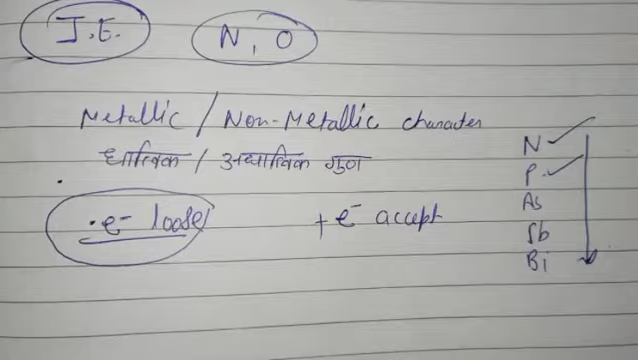 I.E.
N, O
Metallic / Non-Metallic character
धात्विक / अधात्विक गुण
.e- loose/
+e- accept
N
P
As
Sb
Bi